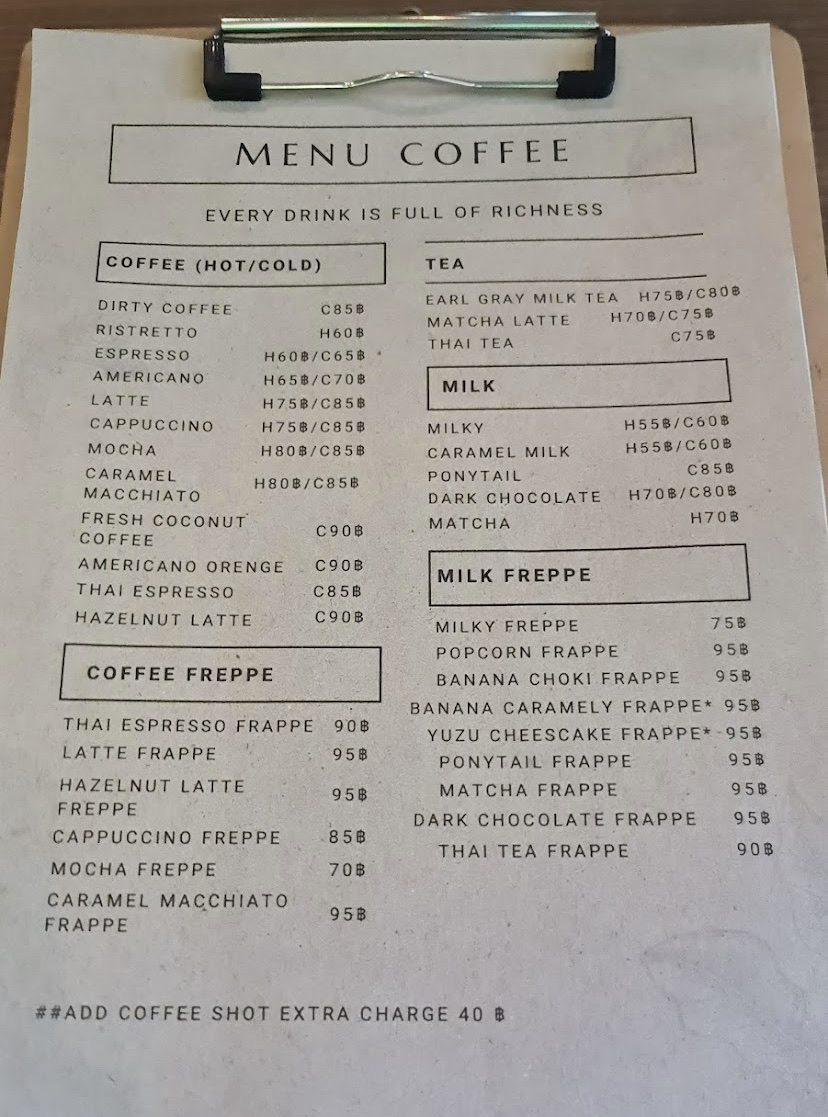 MENU COFFEE
EVERY DRINK IS FULL OF RICHNESS
COFFEE (HOT/COLD)
DIRTY COFFEE C85฿
RISTRETTO H60฿
ESPRESSO H60฿/C65฿
AMERICANO H65฿/C70฿
LATTE H75฿/C85฿
CAPPUCCINO H75฿/C85฿
MOCHA H80฿/C85฿
CARAMEL
MACCHIATO H80฿/C85฿
FRESH COCONUT
COFFEE C90฿
AMERICANO ORENGE C90฿
THAI ESPRESSO C85฿
HAZELNUT LATTE C90฿
COFFEE FREPPE
THAI ESPRESSO FRAPPE 90฿
LATTE FRAPPE 95฿
HAZELNUT LATTE
FREPPE 95฿
CAPPUCCINO FREPPE 85฿
MOCHA FREPPE 70฿
CARAMEL MACCHIATO
FRAPPE 95฿
TEA
EARL GRAY MILK TEA H75฿/C80฿
MATCHA LATTE H70฿/C75฿
THAI TEA C75฿
MILK
MILKY H55฿/C60฿
CARAMEL MILK H55฿/C60฿
PONYTAIL C85฿
DARK CHOCOLATE H70฿/C80฿
MATCHA H70฿
MILK FREPPE
MILKY FREPPE 75฿
POPCORN FRAPPE 95฿
BANANA CHOKI FRAPPE 95฿
BANANA CARAMELY FRAPPE* 95฿
YUZU CHEESCAKE FRAPPE* 95฿
PONYTAIL FRAPPE 95฿
MATCHA FRAPPE 95฿
DARK CHOCOLATE FRAPPE 95฿
THAI TEA FRAPPE 90฿
##ADD COFFEE SHOT EXTRA CHARGE 40 ฿